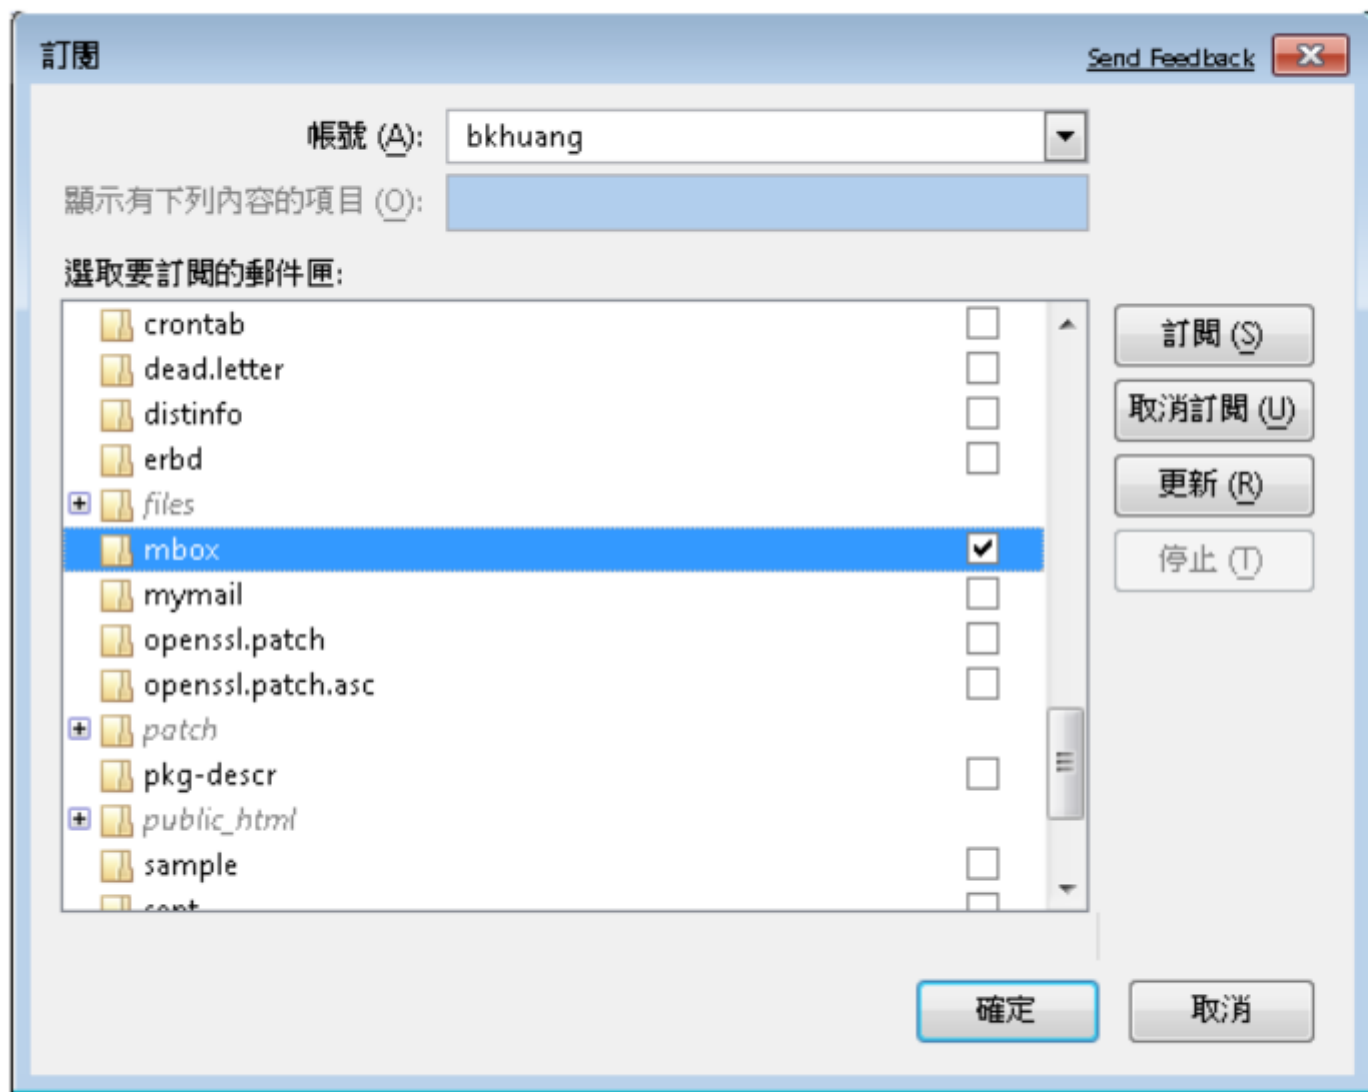 訂閱
Send Feedback
帳號 (A):
bkhuang
顯示有下列內容的項目 (O):
選取要訂閱的郵件匣:
crontab
dead.letter
distinfo
erbd
files
mbox
mymail
openssl.patch
openssl.patch.asc
patch
pkg-descr
public_html
sample
訂閱 (S)
取消訂閱 (U)
更新 (R)
停止 (T)
確定
取消